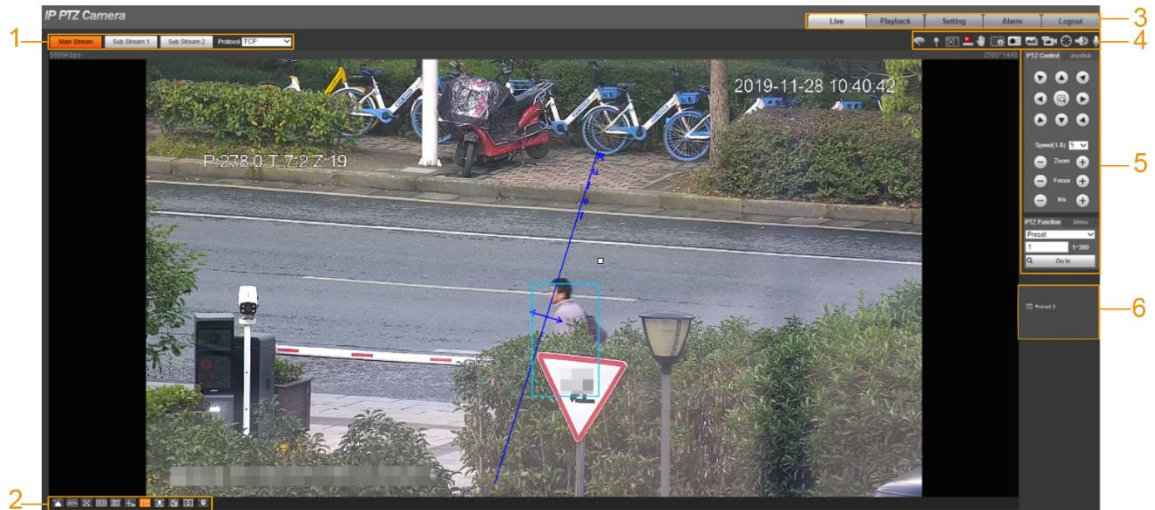 IP PTZ Camera
Live Playback Setting Alarm Logout
3
1
Main Stream Sub Stream 1 Sub Stream 2 Protocol TCP
4
5896Kbps
2560*1440
PTZ Control Joystick
2019-11-28 10:40:42
P:278.0 T:7.2 Z:19
Speed(1-8) 5
Zoom
5
Focus
Iris
PTZ Function Menu
Preset
1 1-300
Go to
Preset 1
6
2